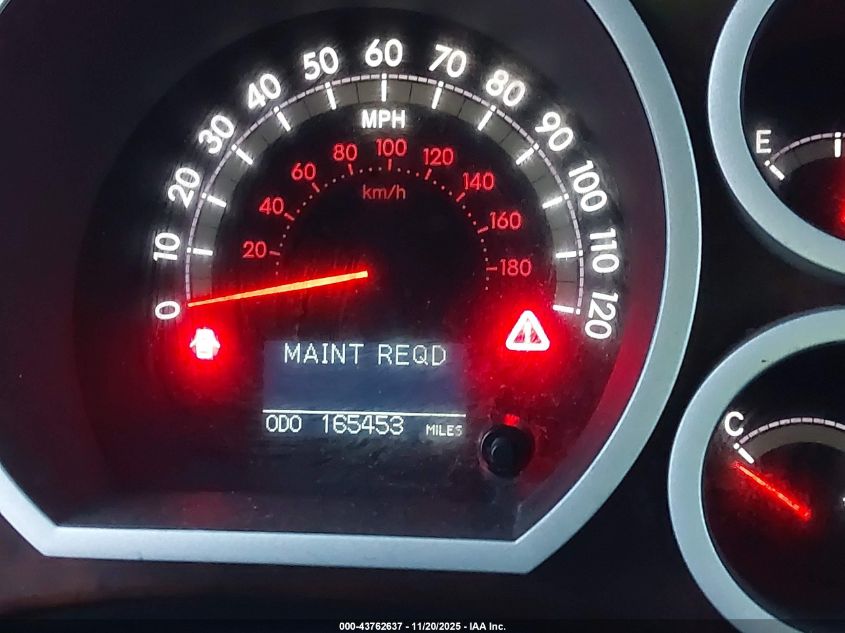 0 10 20 30 40 50 60 70 80 90 100 110 120
MPH
20 40 60 80 100 120 140 160 180
km/h
MAINT REQD
ODO 165453 MILES
E
C
000-43762637 - 11/20/2025 - IAA Inc.